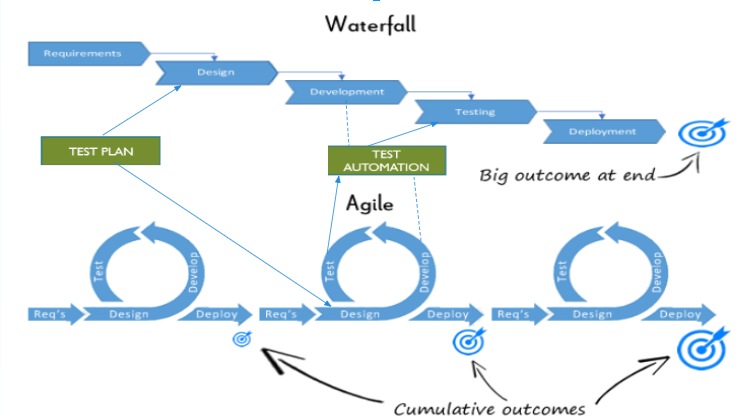 Waterfall
Requirements
Design
Development
Testing
Deployment
TEST PLAN
TEST
AUTOMATION
Big outcome at end
Agile
Test
Develop
Req's
Design
Deploy
Test
Develop
Req's
Design
Deploy
Test
Develop
Req's
Design
Deploy
Cumulative outcomes